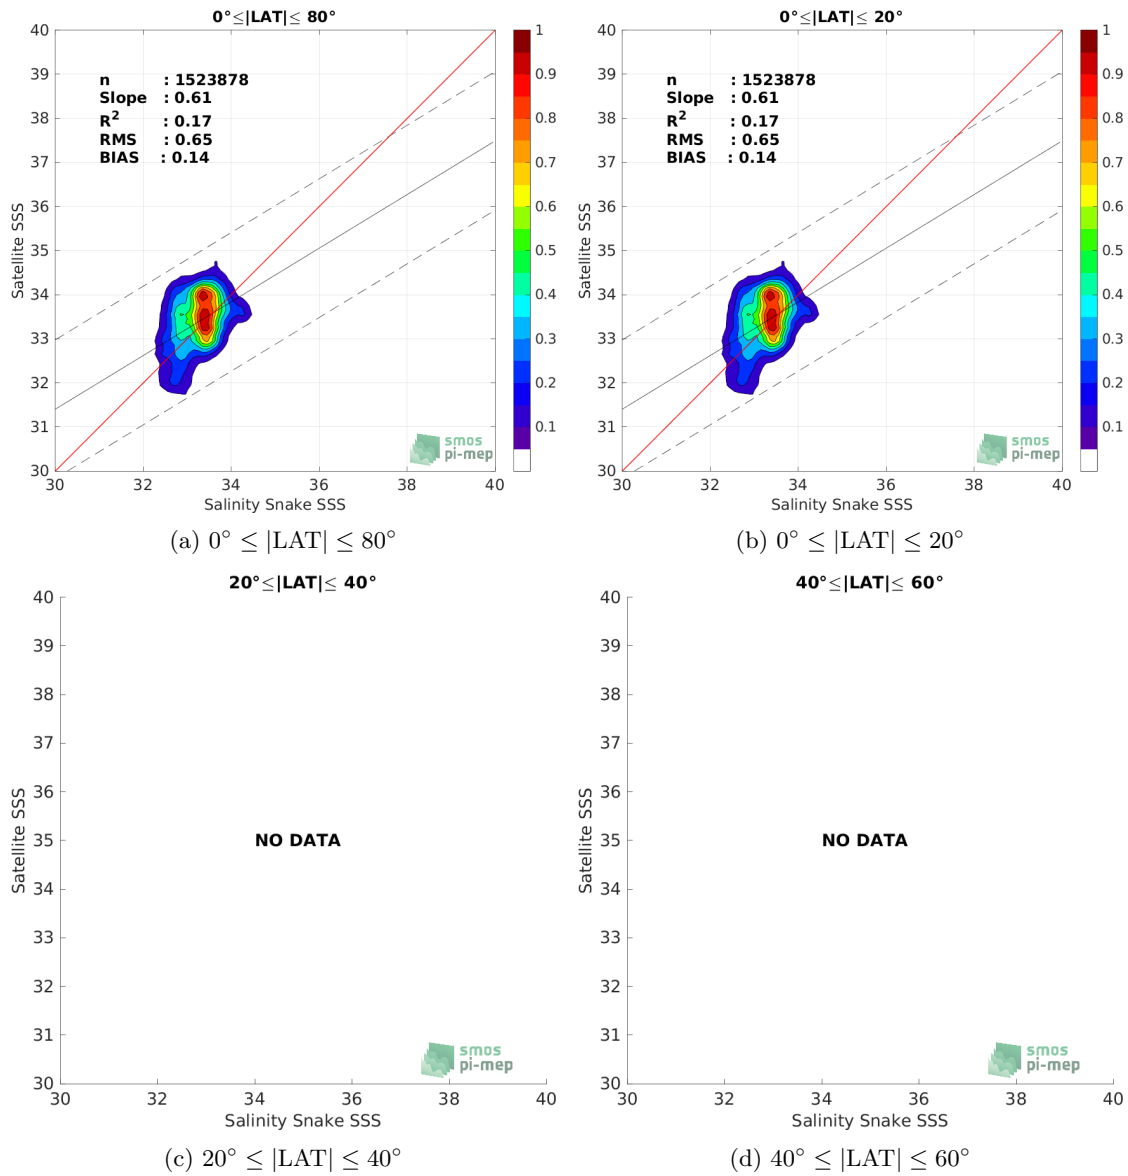 0°≤|LAT|≤ 80°
40
39
38
37
36
35
34
33
32
31
30
Satellite SSS
n : 1523878
Slope : 0.61
R² : 0.17
RMS : 0.65
BIAS : 0.14
smos
pi-mep
30 32 34 36 38 40
Salinity Snake SSS
1
0.9
0.8
0.7
0.6
0.5
0.4
0.3
0.2
0.1
(a) 0° ≤ |LAT| ≤ 80°
0°≤|LAT|≤ 20°
40
39
38
37
36
35
34
33
32
31
30
Satellite SSS
n : 1523878
Slope : 0.61
R² : 0.17
RMS : 0.65
BIAS : 0.14
smos
pi-mep
30 32 34 36 38 40
Salinity Snake SSS
1
0.9
0.8
0.7
0.6
0.5
0.4
0.3
0.2
0.1
(b) 0° ≤ |LAT| ≤ 20°
20°≤|LAT|≤ 40°
40
39
38
37
36
35
34
33
32
31
30
Satellite SSS
NO DATA
smos
pi-mep
30 32 34 36 38 40
Salinity Snake SSS
(c) 20° ≤ |LAT| ≤ 40°
40°≤|LAT|≤ 60°
40
39
38
37
36
35
34
33
32
31
30
Satellite SSS
NO DATA
smos
pi-mep
30 32 34 36 38 40
Salinity Snake SSS
(d) 40° ≤ |LAT| ≤ 60°